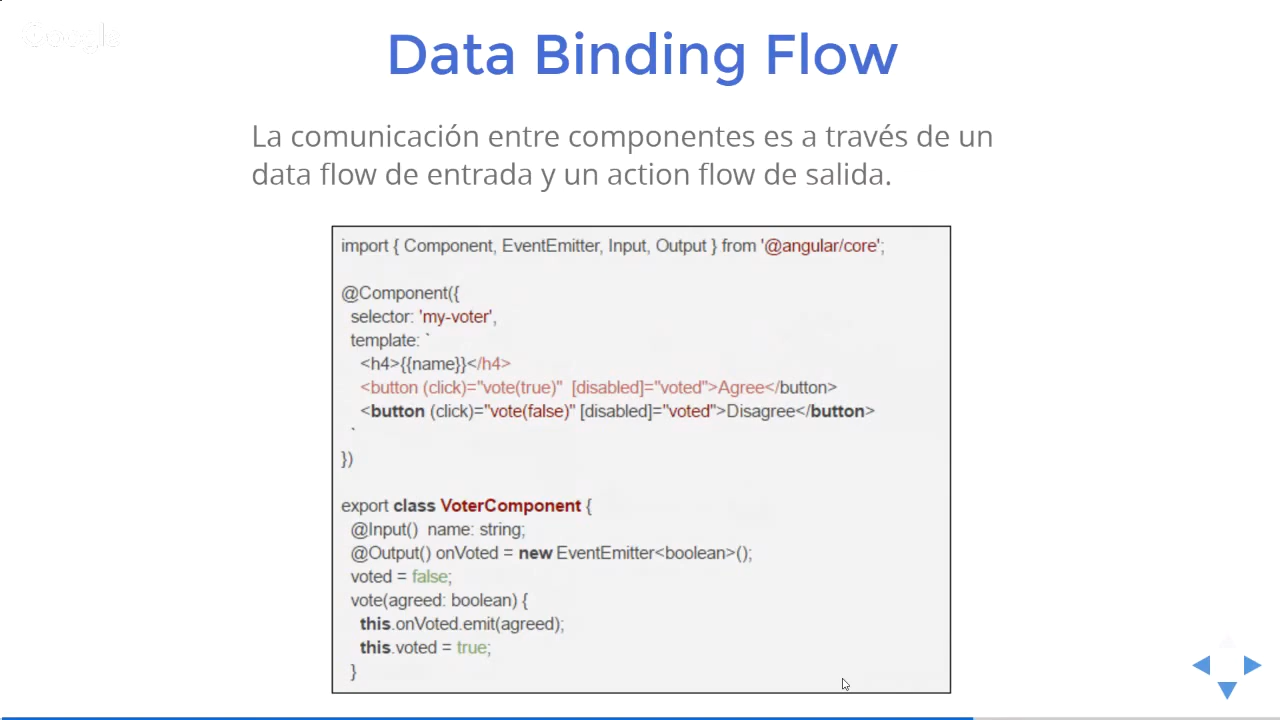 Google
Data Binding Flow
La comunicación entre componentes es a través de un
data flow de entrada y un action flow de salida.
import { Component, EventEmitter, Input, Output } from '@angular/core';
@Component({
selector: 'my-voter',
template: `
<h4>{{name}}</h4>
<button (click)="vote(true)" [disabled]="voted">Agree</button>
<button (click)="vote(false)" [disabled]="voted">Disagree</button>
`
})
export class VoterComponent {
@Input() name: string;
@Output() onVoted = new EventEmitter<boolean>();
voted = false;
vote(agreed: boolean) {
this.onVoted.emit(agreed);
this.voted = true;
}